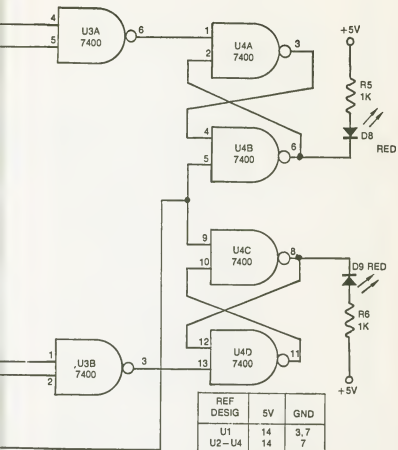 4
5
U3A
7400
6
1
2
U4A
7400
3
+5V
R5
1K
D8
RED
4
5
U4B
7400
6
9
10
U4C
7400
8
D9 RED
R6
1K
+5V
12
13
U4D
7400
11
1
2
U3B
7400
3
REF DESIG 5V GND
U1 14 3,7
U2-U4 14 7